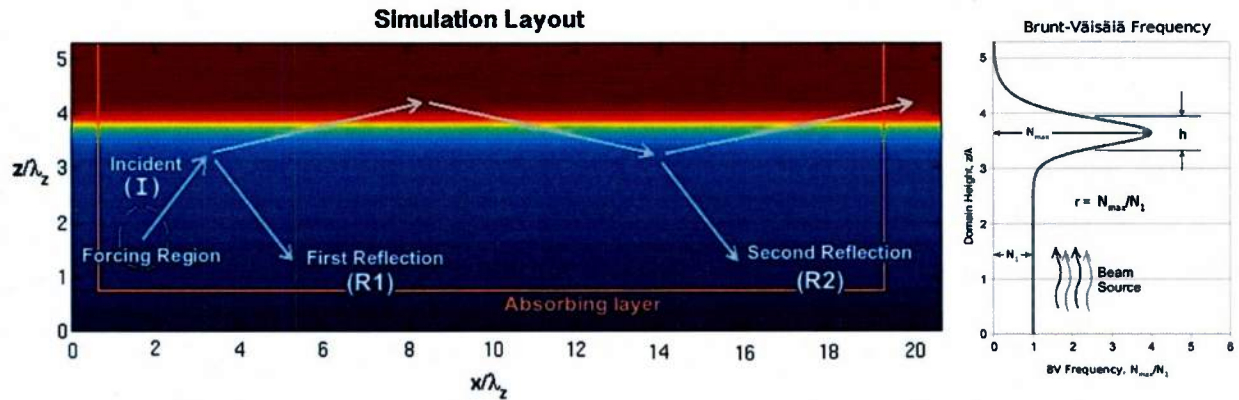 Simulation Layout
5
4
3
2
1
0
z/λz
Incident
(I)
Forcing Region
First Reflection
(R1)
Second Reflection
(R2)
Absorbing layer
0 2 4 6 8 10 12 14 16 18 20
x/λz
Brunt-Väisäiä Frequency
5
4
3
2
1
0
Domain Height, z/λ
Nmax
h
r = Nmax/N1
N1
Beam
Source
0 1 2 3 4 5 6
BV Frequency, Nmax/N1